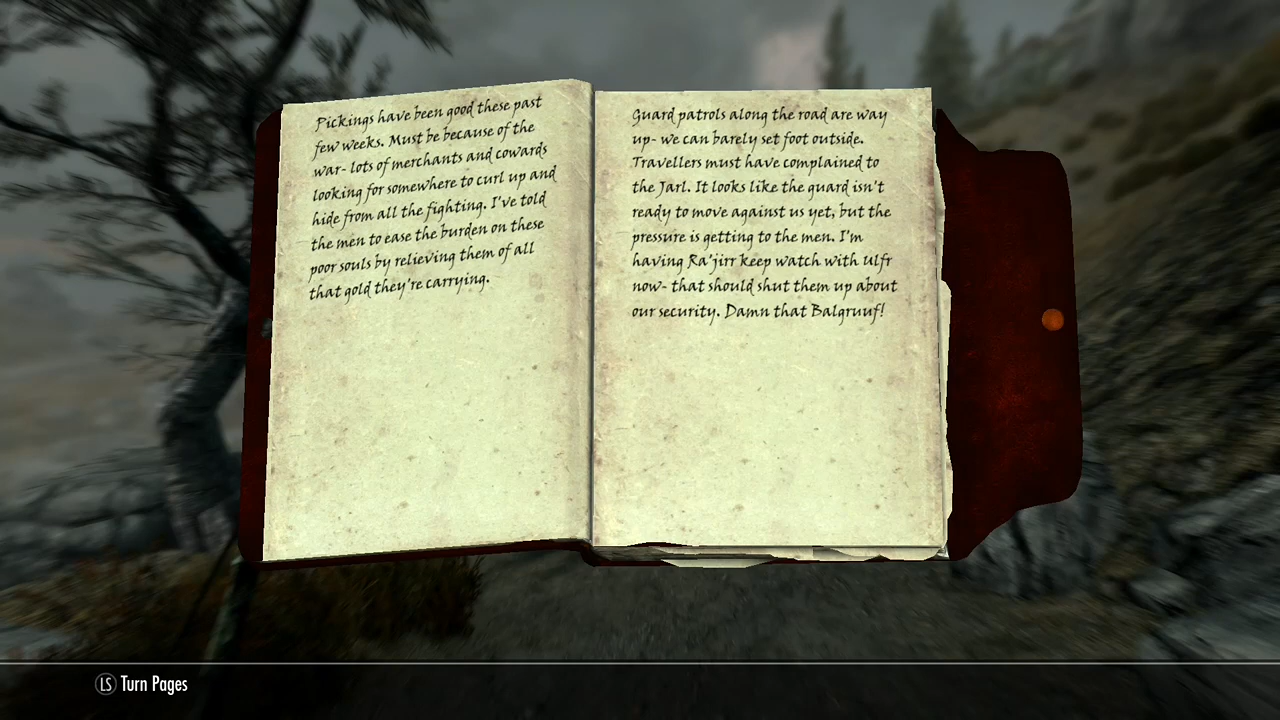 Pickings have been good these past
few weeks. Must be because of the
war- lots of merchants and cowards
looking for somewhere to curl up and
hide from all the fighting. I've told
the men to ease the burden on these
poor souls by relieving them of all
that gold they're carrying.
Guard patrols along the road are way
up- we can barely set foot outside.
Travellers must have complained to
the Jarl. It looks like the guard isn't
ready to move against us yet, but the
pressure is getting to the men. I'm
having Ra'jirr keep watch with Ulfr
now- that should shut them up about
our security. Damn that Balgruuf!
LS Turn Pages